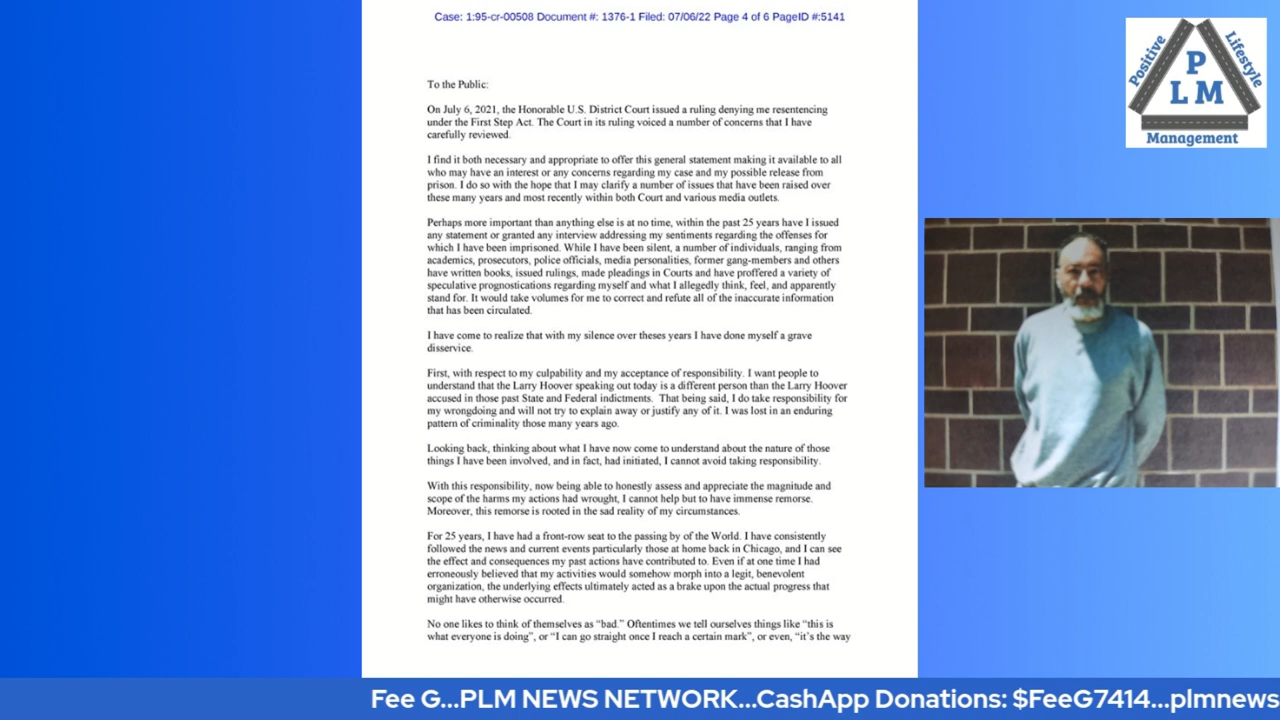 Case: 1:95-cr-00508 Document #: 1376-1 Filed: 07/06/22 Page 4 of 6 PageID #:5141
To the Public:
On July 6, 2021, the Honorable U.S. District Court issued a ruling denying me resentencing
under the First Step Act. The Court in its ruling voiced a number of concerns that I have
carefully reviewed.
I find it both necessary and appropriate to offer this general statement making it available to all
who may have an interest or any concerns regarding my case and my possible release from
prison. I do so with the hope that I may clarify a number of issues that have been raised over
these many years and most recently within both Court and various media outlets.
Perhaps more important than anything else is at no time, within the past 25 years have I issued
any statement or granted any interview addressing my sentiments regarding the offenses for
which I have been imprisoned. While I have been silent, a number of individuals, ranging from
academics, prosecutors, police officials, media personalities, former gang-members and others
have written books, issued rulings, made pleadings in Courts and have proffered a variety of
speculative prognostications regarding myself and what I allegedly think, feel, and apparently
stand for. It would take volumes for me to correct and refute all of the inaccurate information
that has been circulated.
I have come to realize that with my silence over theses years I have done myself a grave
disservice.
First, with respect to my culpability and my acceptance of responsibility. I want people to
understand that the Larry Hoover speaking out today is a different person than the Larry Hoover
accused in those past State and Federal indictments.  That being said, I do take responsibility for
my wrongdoing and will not try to explain away or justify any of it. I was lost in an enduring
pattern of criminality those many years ago.
Looking back, thinking about what I have now come to understand about the nature of those
things I have been involved, and in fact, had initiated, I cannot avoid taking responsibility.
With this responsibility, now being able to honestly assess and appreciate the magnitude and
scope of the harms my actions had wrought, I cannot help but to have immense remorse.
Moreover, this remorse is rooted in the sad reality of my circumstances.
For 25 years, I have had a front-row seat to the passing by of the World. I have consistently
followed the news and current events particularly those at home back in Chicago, and I can see
the effect and consequences my past actions have contributed to. Even if at one time I had
erroneously believed that my activities would somehow morph into a legit, benevolent
organization, the underlying effects ultimately acted as a brake upon the actual progress that
might have otherwise occurred.
No one likes to think of themselves as “bad.” Oftentimes we tell ourselves things like “this is
what everyone is doing”, or “I can go straight once I reach a certain mark”, or even, “it’s the way
Positive
Lifestyle
P
L M
Management
Fee G...PLM NEWS NETWORK...CashApp Donations: $FeeG7414...plmnews